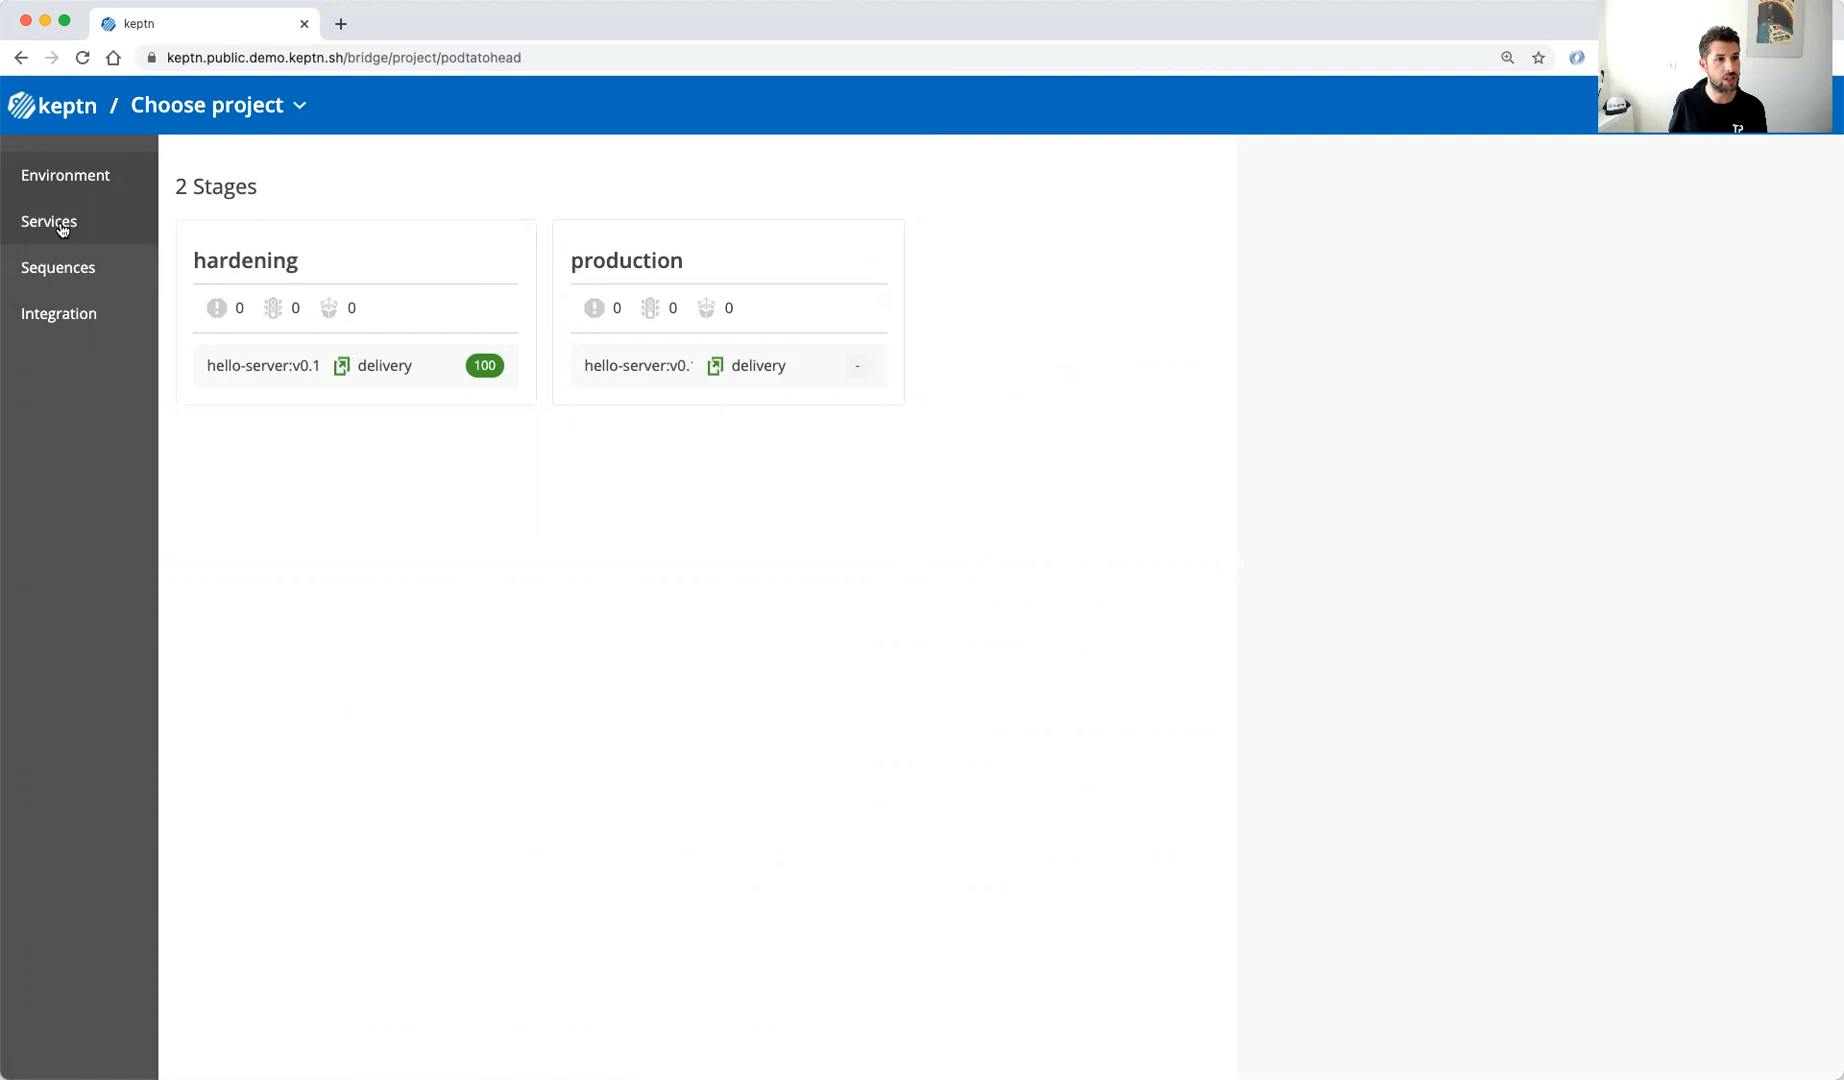 keptn
keptn.public.demo.keptn.sh/bridge/project/podtatohead
keptn / Choose project
Environment
Services
Sequences
Integration
2 Stages
hardening
0 0 0
hello-server:v0.1 delivery 100
production
0 0 0
hello-server:v0. delivery -